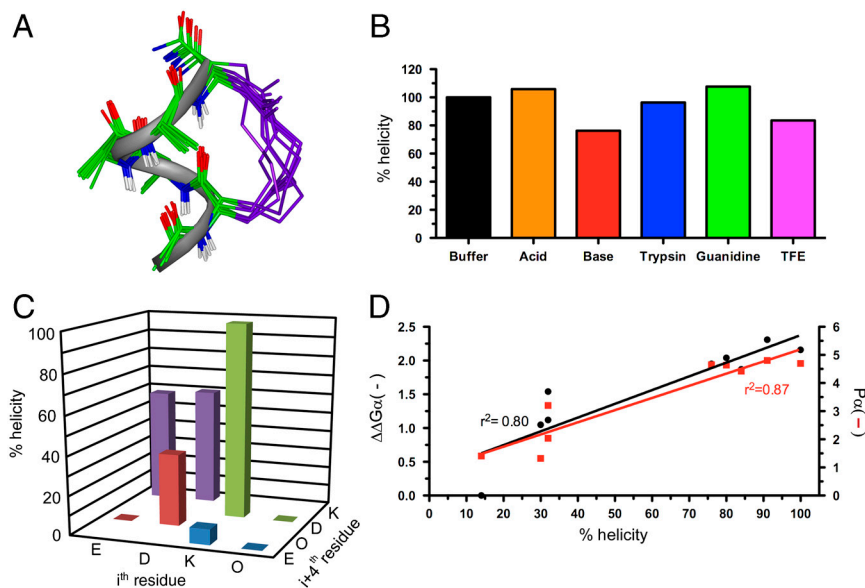 A
B
% helicity
120
100
80
60
40
20
0
Buffer
Acid
Base
Trypsin
Guanidine
TFE
C
% helicity
100
80
60
40
20
0
E
D
K
O
E
O
D
K
ith residue
i+4th residue
D
ΔΔGα( - )
2.5
2.0
1.5
1.0
0.5
0.0
r²= 0.80
r²=0.87
6
5
4
3
2
1
0
Pα( - )
0 10 20 30 40 50 60 70 80 90 100
% helicity